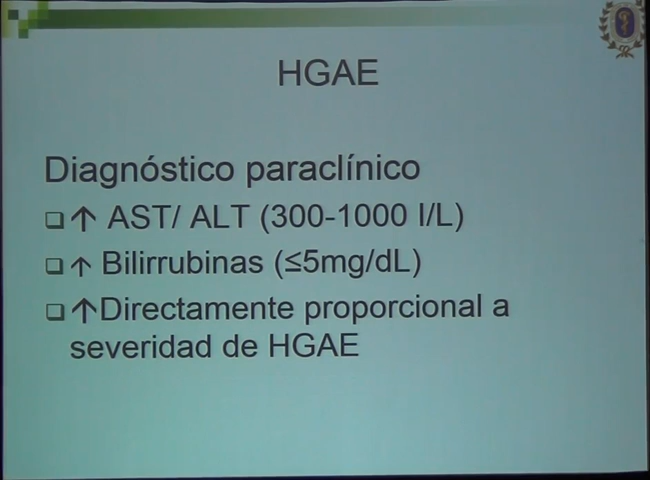 HGAE
Diagnóstico paraclínico
↑ AST/ ALT (300-1000 I/L)
↑ Bilirrubinas (≤5mg/dL)
↑Directamente proporcional a
severidad de HGAE